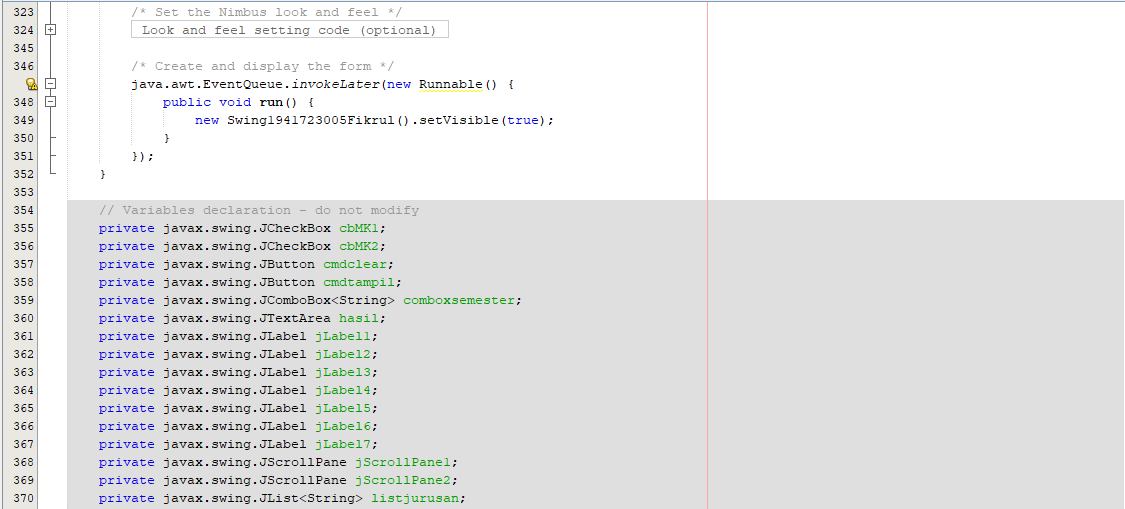 323 /* Set the Nimbus look and feel */
324 Look and feel setting code (optional)
345
346 /* Create and display the form */
java.awt.EventQueue.invokeLater(new Runnable() {
348 public void run() {
349 new Swing1941723005Fikrul().setVisible(true);
350 }
351 });
352 }
353
354 // Variables declaration - do not modify
355 private javax.swing.JCheckBox cbMK1;
356 private javax.swing.JCheckBox cbMK2;
357 private javax.swing.JButton cmdclear;
358 private javax.swing.JButton cmdtampil;
359 private javax.swing.JComboBox<String> comboxsemester;
360 private javax.swing.JTextArea hasil;
361 private javax.swing.JLabel jLabel1;
362 private javax.swing.JLabel jLabel2;
363 private javax.swing.JLabel jLabel3;
364 private javax.swing.JLabel jLabel4;
365 private javax.swing.JLabel jLabel5;
366 private javax.swing.JLabel jLabel6;
367 private javax.swing.JLabel jLabel7;
368 private javax.swing.JScrollPane jScrollPane1;
369 private javax.swing.JScrollPane jScrollPane2;
370 private javax.swing.JList<String> listjurusan;